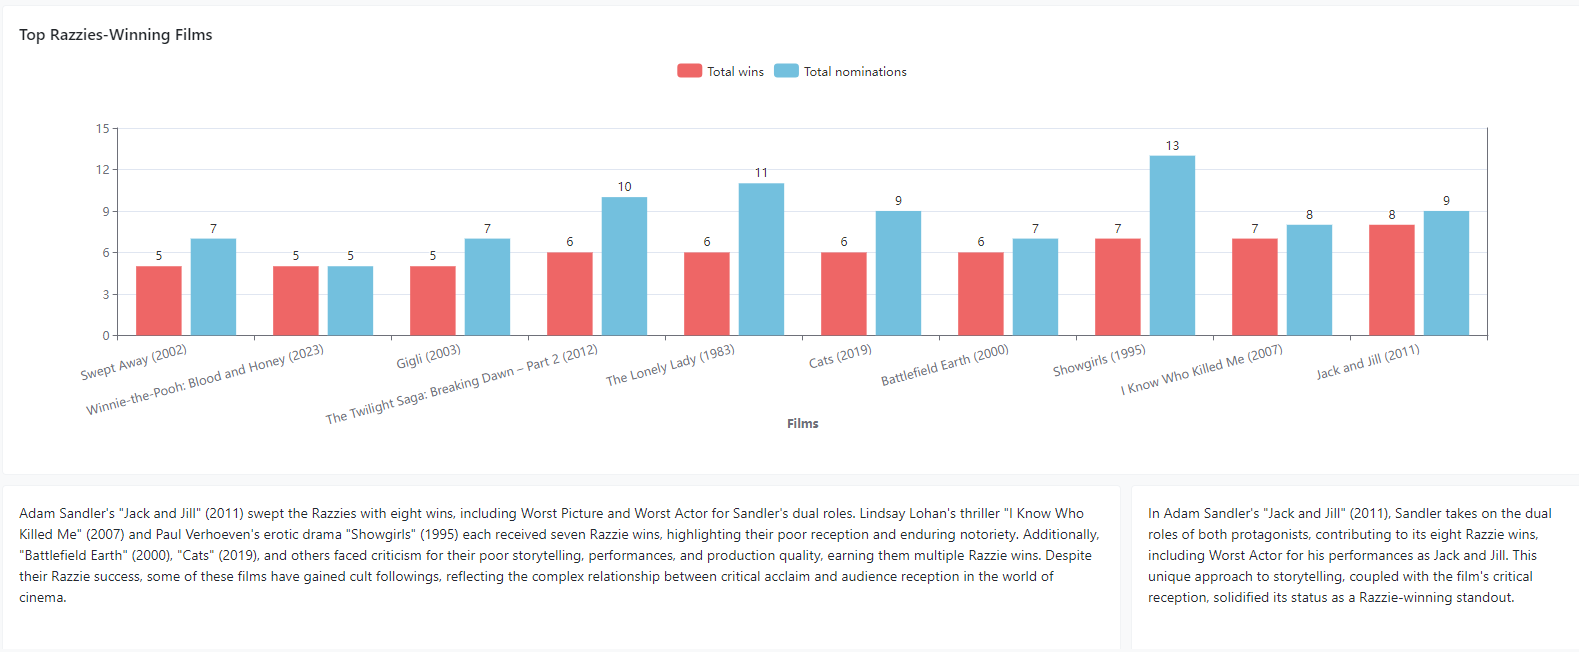 Top Razzies-Winning Films
Total wins
Total nominations
15
12
9
6
3
0
5
7
5
5
5
7
6
10
6
11
6
9
6
7
7
13
7
8
8
9
Swept Away (2002)
Winnie-the-Pooh: Blood and Honey (2023)
Gigli (2003)
The Twilight Saga: Breaking Dawn – Part 2 (2012)
The Lonely Lady (1983)
Cats (2019)
Battlefield Earth (2000)
Showgirls (1995)
I Know Who Killed Me (2007)
Jack and Jill (2011)
Films
Adam Sandler's "Jack and Jill" (2011) swept the Razzies with eight wins, including Worst Picture and Worst Actor for Sandler's dual roles. Lindsay Lohan's thriller "I Know Who
Killed Me" (2007) and Paul Verhoeven's erotic drama "Showgirls" (1995) each received seven Razzie wins, highlighting their poor reception and enduring notoriety. Additionally,
"Battlefield Earth" (2000), "Cats" (2019), and others faced criticism for their poor storytelling, performances, and production quality, earning them multiple Razzie wins. Despite
their Razzie success, some of these films have gained cult followings, reflecting the complex relationship between critical acclaim and audience reception in the world of
cinema.
In Adam Sandler's "Jack and Jill" (2011), Sandler takes on the dual
roles of both protagonists, contributing to its eight Razzie wins,
including Worst Actor for his performances as Jack and Jill. This
unique approach to storytelling, coupled with the film's critical
reception, solidified its status as a Razzie-winning standout.